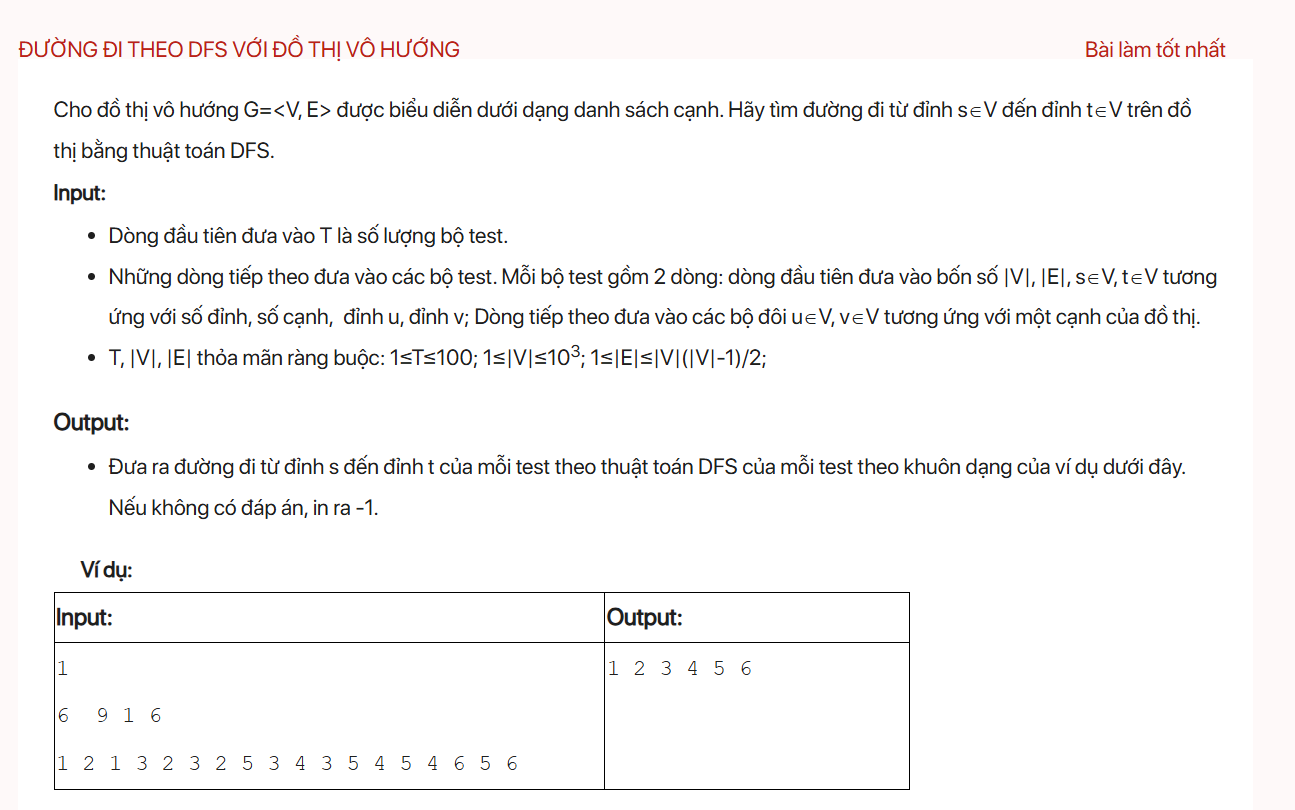 ĐƯỜNG ĐI THEO DFS VỚI ĐỒ THỊ VÔ HƯỚNG
Bài làm tốt nhất
Cho đồ thị vô hướng G=<V, E> được biểu diễn dưới dạng danh sách cạnh. Hãy tìm đường đi từ đỉnh s∈V đến đỉnh t∈V trên đồ
thị bằng thuật toán DFS.
Input:
• Dòng đầu tiên đưa vào T là số lượng bộ test.
• Những dòng tiếp theo đưa vào các bộ test. Mỗi bộ test gồm 2 dòng: dòng đầu tiên đưa vào bốn số |V|, |E|, s∈V, t∈V tương
ứng với số đỉnh, số cạnh, đỉnh u, đỉnh v; Dòng tiếp theo đưa vào các bộ đôi u∈V, v∈V tương ứng với một cạnh của đồ thị.
• T, |V|, |E| thỏa mãn ràng buộc: 1≤T≤100; 1≤|V|≤10³; 1≤|E|≤|V|(|V|-1)/2;
Output:
• Đưa ra đường đi từ đỉnh s đến đỉnh t của mỗi test theo thuật toán DFS của mỗi test theo khuôn dạng của ví dụ dưới đây.
Nếu không có đáp án, in ra -1.
Ví dụ:
Input:
Output:
1
1 2 3 4 5 6
6 9 1 6
1 2 1 3 2 3 2 5 3 4 3 5 4 5 4 6 5 6